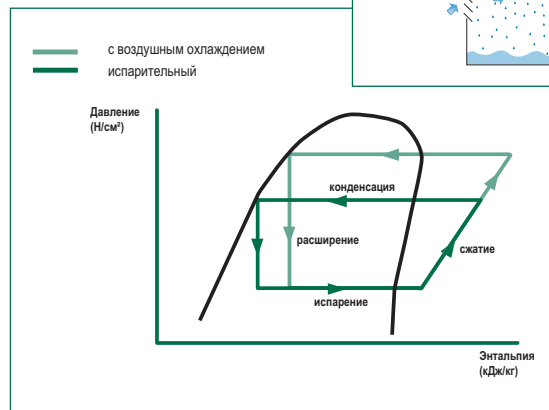 с воздушным охлаждением
испарительный
Давление
(Н/см²)
конденсация
расширение
сжатие
испарение
Энтальпия
(кДж/кг)